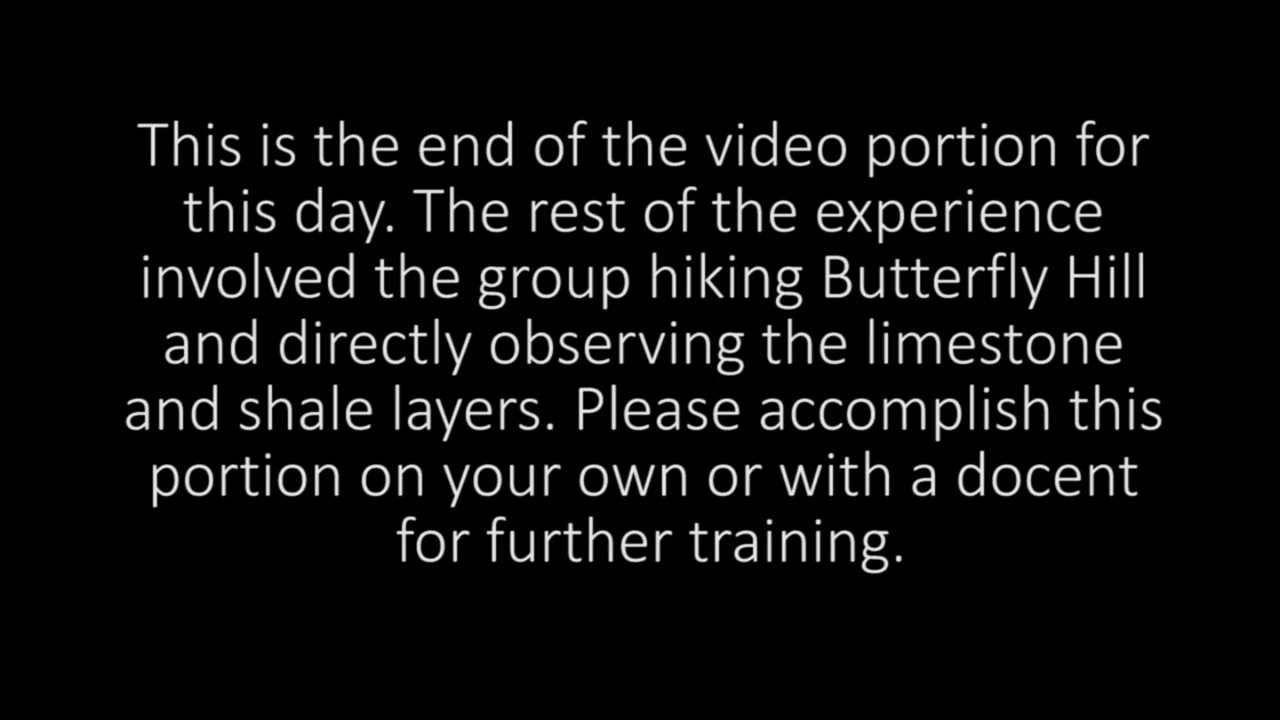 This is the end of the video portion for
this day. The rest of the experience
involved the group hiking Butterfly Hill
and directly observing the limestone
and shale layers. Please accomplish this
portion on your own or with a docent
for further training.